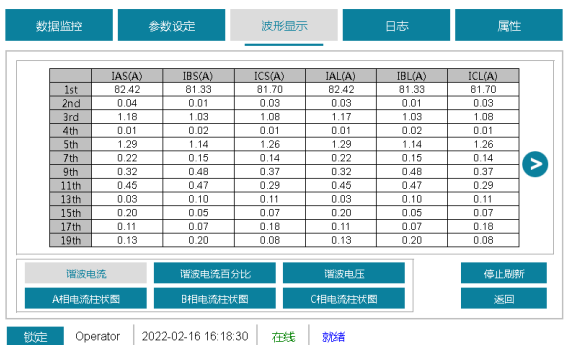 数据监控 参数设定 波形显示 日志 属性
IAS(A) IBS(A) ICS(A) IAL(A) IBL(A) ICL(A)
1st 82.42 81.33 81.70 82.42 81.33 81.70
2nd 0.04 0.01 0.03 0.03 0.01 0.03
3rd 1.18 1.03 1.08 1.17 1.03 1.08
4th 0.01 0.02 0.01 0.01 0.02 0.01
5th 1.29 1.14 1.26 1.29 1.14 1.26
7th 0.22 0.15 0.14 0.22 0.15 0.14
9th 0.32 0.48 0.37 0.32 0.48 0.37
11th 0.45 0.47 0.29 0.45 0.47 0.29
13th 0.03 0.10 0.11 0.03 0.10 0.11
15th 0.20 0.05 0.07 0.20 0.05 0.07
17th 0.11 0.07 0.18 0.11 0.07 0.18
19th 0.13 0.20 0.08 0.13 0.20 0.08
谐波电流 谐波电流百分比 谐波电压 停止刷新
A相电流柱状图 B相电流柱状图 C相电流柱状图 返回
锁定 Operator 2022-02-16 16:18:30 在线 就绪